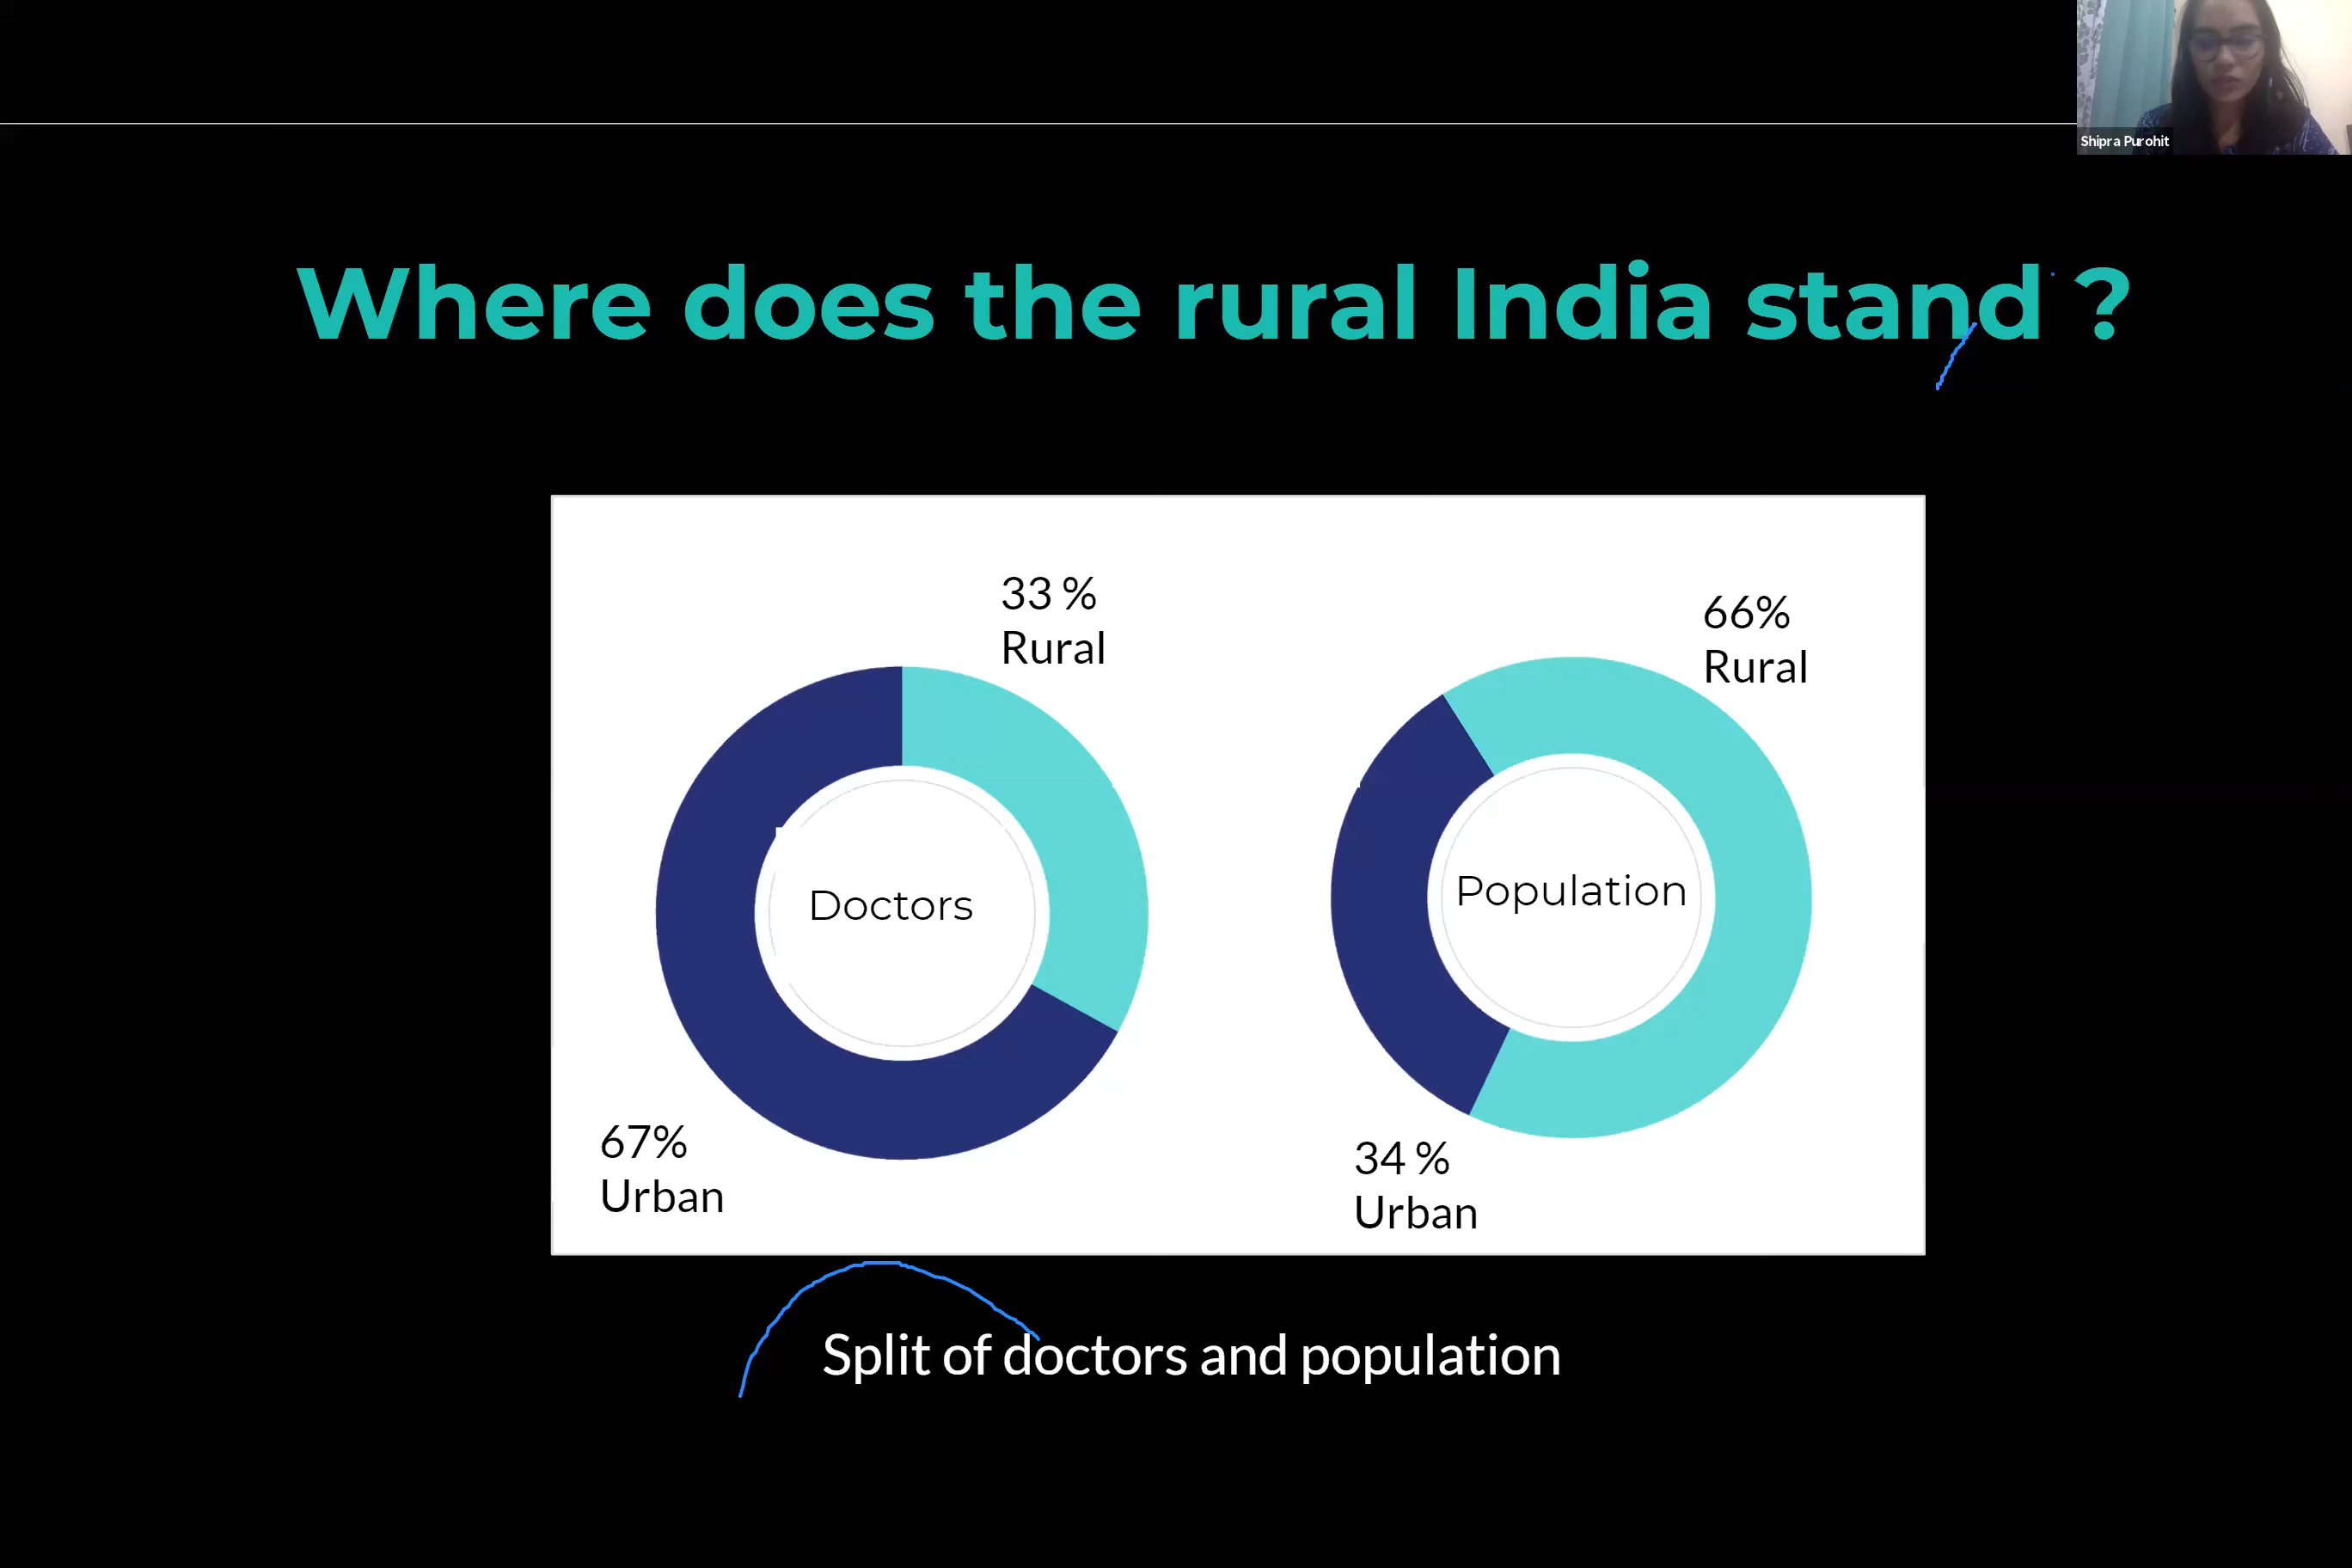 Shipra Purohit
Where does the rural India stand ?
33 %
Rural
66%
Rural
Doctors
Population
67%
Urban
34 %
Urban
Split of doctors and population